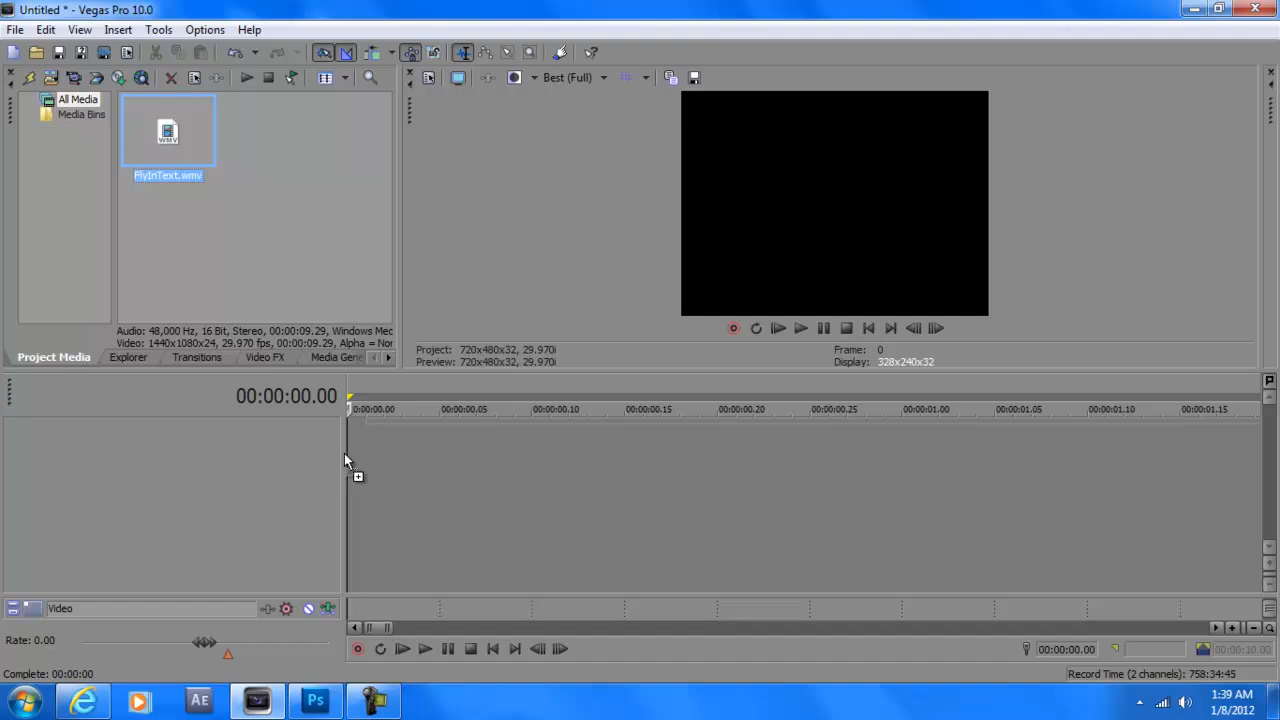 Untitled * - Vegas Pro 10.0
File Edit View Insert Tools Options Help
Best (Full)
All Media
Media Bins
WMV
FlyInText.wmv
Audio: 48,000 Hz, 16 Bit, Stereo, 00:00:09.29, Windows Med
Video: 1440x1080x24, 29.970 fps, 00:00:09.29, Alpha = Nor
Project Media Explorer Transitions Video FX Media Gene
Project: 720x480x32, 29.970i
Preview: 720x480x32, 29.970i
Frame: 0
Display: 328x240x32
00:00:00.00
0:00:00.00 00:00:00.05 00:00:00.10 00:00:00.15 00:00:00.20 00:00:00.25 00:00:01.00 00:00:01.05 00:00:01.10 00:00:01.15
Video
Rate: 0.00
00:00:00.00
00:00:10.00
Complete: 00:00:00
Record Time (2 channels): 758:34:45
Ae
Ps
1:39 AM
1/8/2012